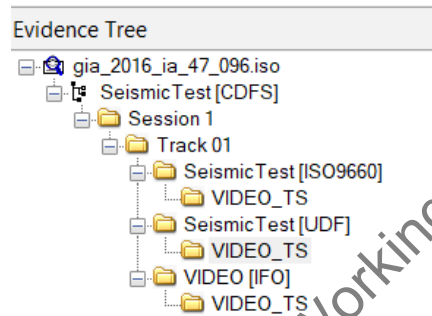 Evidence Tree
gia_2016_ia_47_096.iso
SeismicTest [CDFS]
Session 1
Track 01
SeismicTest [ISO9660]
VIDEO_TS
SeismicTest [UDF]
VIDEO_TS
VIDEO [IFO]
VIDEO_TS